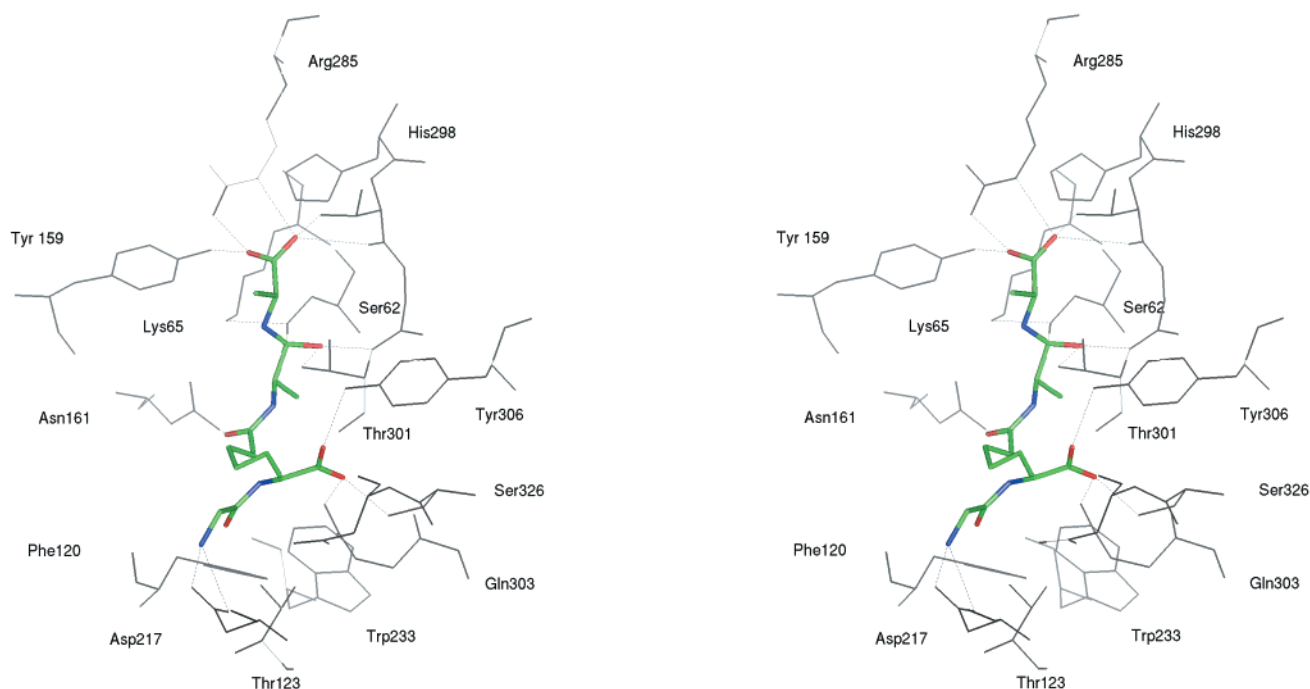 Arg285
His298
Tyr 159
Ser62
Lys65
Asn161
Tyr306
Thr301
Ser326
Phe120
Gln303
Asp217
Trp233
Thr123
Arg285
His298
Tyr 159
Ser62
Lys65
Asn161
Tyr306
Thr301
Ser326
Phe120
Gln303
Asp217
Trp233
Thr123